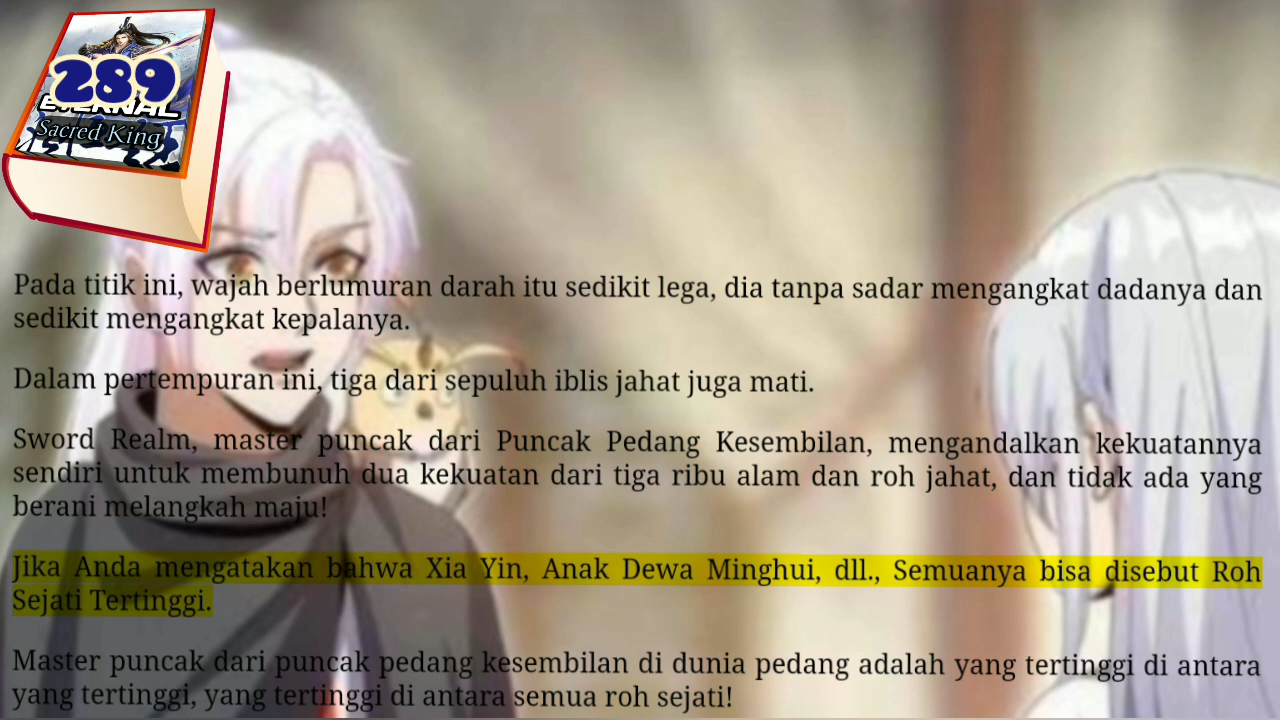 289
ETERNAL
Sacred King
Pada titik ini, wajah berlumuran darah itu sedikit lega, dia tanpa sadar mengangkat dadanya dan
sedikit mengangkat kepalanya.
Dalam pertempuran ini, tiga dari sepuluh iblis jahat juga mati.
Sword Realm, master puncak dari Puncak Pedang Kesembilan, mengandalkan kekuatannya
sendiri untuk membunuh dua kekuatan dari tiga ribu alam dan roh jahat, dan tidak ada yang
berani melangkah maju!
Jika Anda mengatakan bahwa Xia Yin, Anak Dewa Minghui, dll., Semuanya bisa disebut Roh
Sejati Tertinggi.
Master puncak dari puncak pedang kesembilan di dunia pedang adalah yang tertinggi di antara
yang tertinggi, yang tertinggi di antara semua roh sejati!